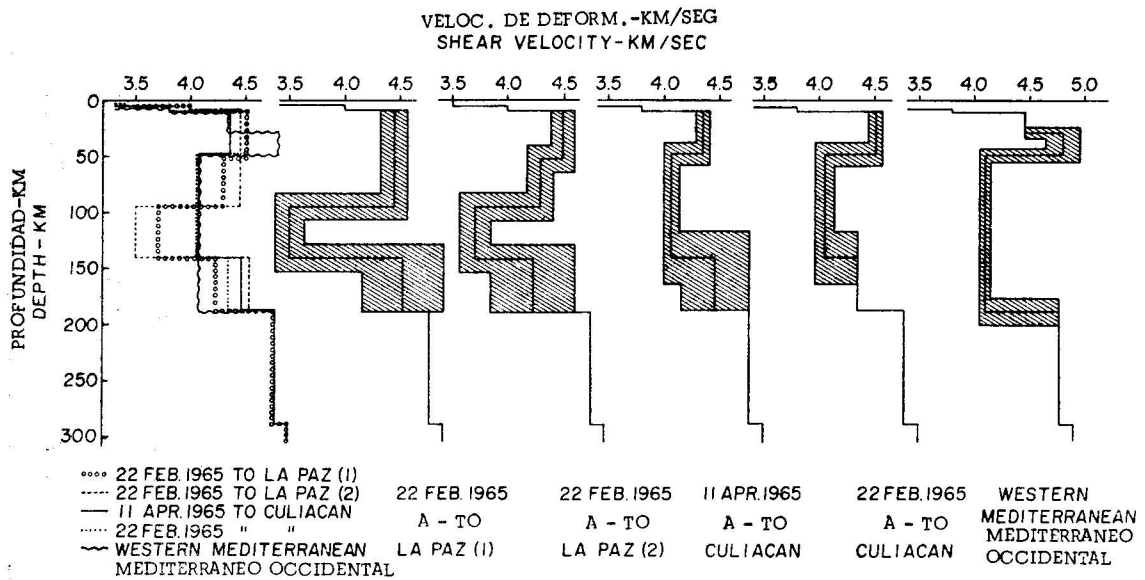 VELOC. DE DEFORM.-KM/SEG
SHEAR VELOCITY-KM/SEC
3.5 4.0 4.5 3.5 4.0 4.5 3.5 4.0 4.5 3.5 4.0 4.5 3.5 4.0 4.5 4.0 4.5 5.0
PROFUNDIDAD-KM
DEPTH-KM
0
50
100
150
200
250
300
22 FEB. 1965 TO LA PAZ (1)
22 FEB. 1965 TO LA PAZ (2)
11 APR. 1965 TO CULIACAN
22 FEB. 1965 " "
WESTERN MEDITERRANEAN
MEDITERRANEO OCCIDENTAL
22 FEB. 1965
A - TO
LA PAZ (1)
22 FEB. 1965
A - TO
LA PAZ (2)
11 APR. 1965
A - TO
CULIACAN
22 FEB. 1965
A - TO
CULIACAN
WESTERN
MEDITERRANEAN
MEDITERRANEO
OCCIDENTAL